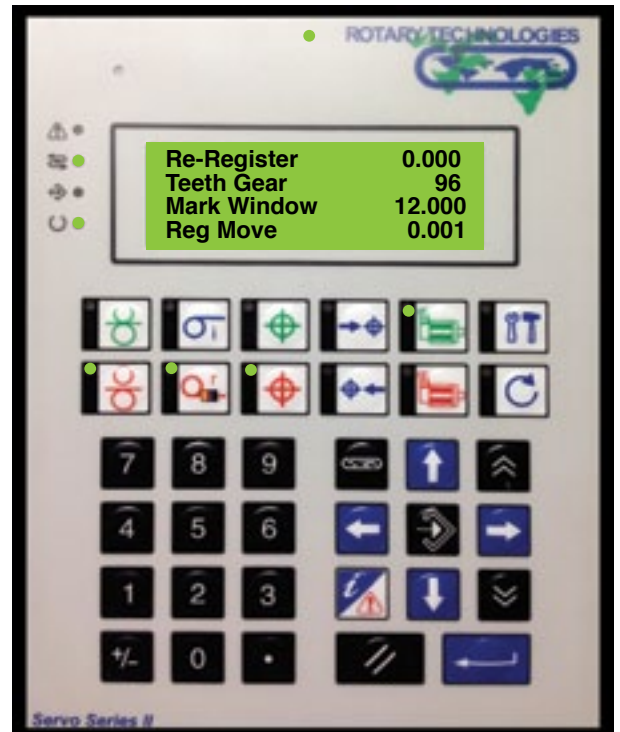 ROTARY TECHNOLOGIES
Re-Register 0.000
Teeth Gear 96
Mark Window 12.000
Reg Move 0.001
7 8 9
4 5 6
1 2 3
+/- 0 .
i
Servo Series II